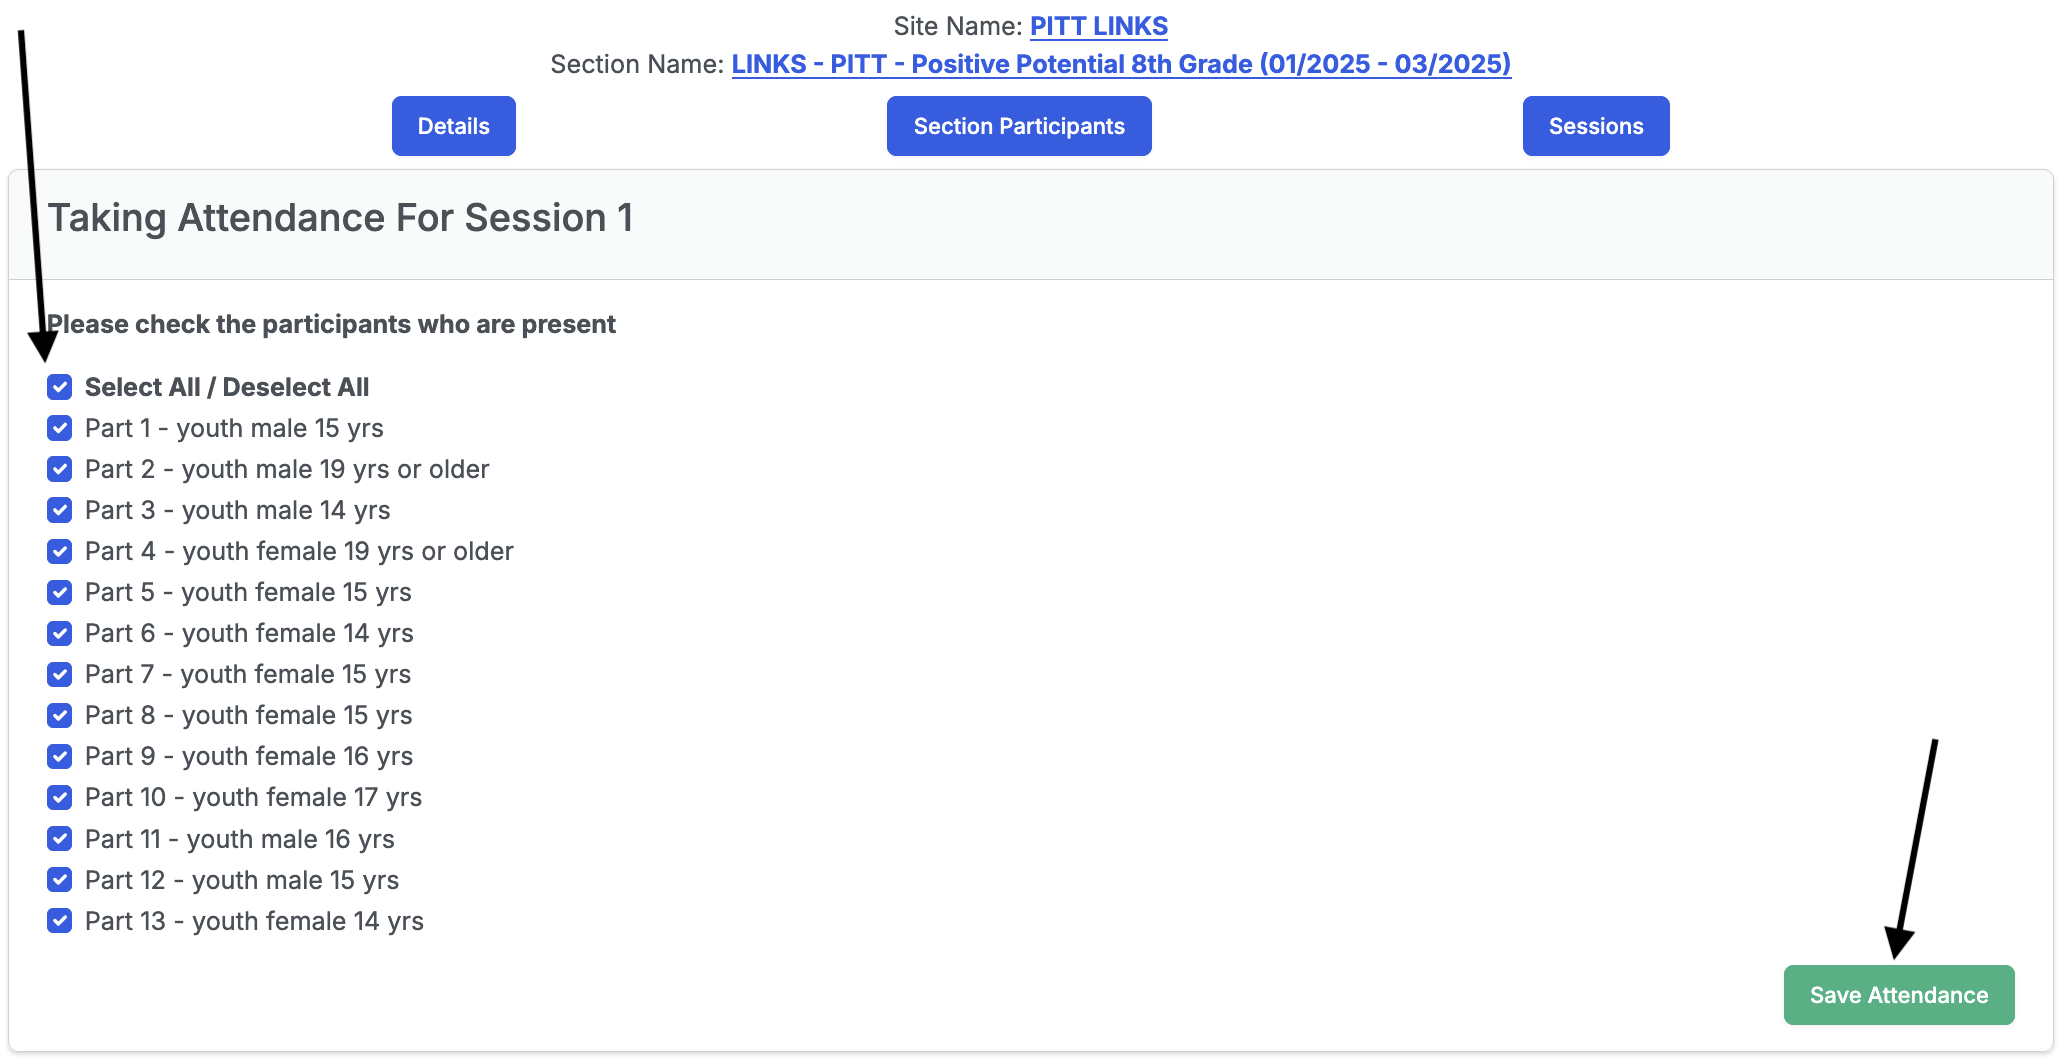 Site Name: PITT LINKS
Section Name: LINKS - PITT - Positive Potential 8th Grade (01/2025 - 03/2025)
Details
Section Participants
Sessions
Taking Attendance For Session 1
Please check the participants who are present
Select All / Deselect All
Part 1 - youth male 15 yrs
Part 2 - youth male 19 yrs or older
Part 3 - youth male 14 yrs
Part 4 - youth female 19 yrs or older
Part 5 - youth female 15 yrs
Part 6 - youth female 14 yrs
Part 7 - youth female 15 yrs
Part 8 - youth female 15 yrs
Part 9 - youth female 16 yrs
Part 10 - youth female 17 yrs
Part 11 - youth male 16 yrs
Part 12 - youth male 15 yrs
Part 13 - youth female 14 yrs
Save Attendance